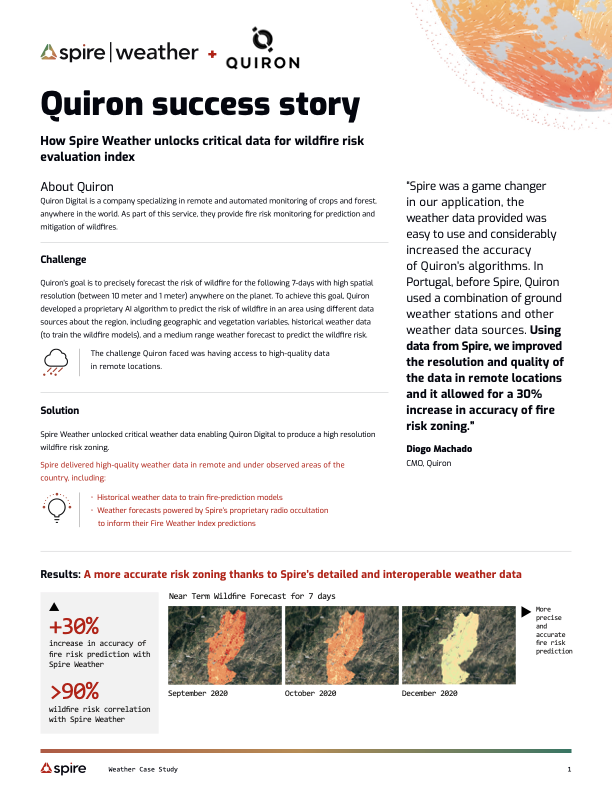 spire | weather + QUIRON
Quiron success story
How Spire Weather unlocks critical data for wildfire risk
evaluation index
About Quiron
Quiron Digital is a company specializing in remote and automated monitoring of crops and forest,
anywhere in the world. As part of this service, they provide fire risk monitoring for prediction and
mitigation of wildfires.
Challenge
Quiron's goal is to precisely forecast the risk of wildfire for the following 7-days with high spatial
resolution (between 10 meter and 1 meter) anywhere on the planet. To achieve this goal, Quiron
developed a proprietary AI algorithm to predict the risk of wildfire in an area using different data
sources about the region, including geographic and vegetation variables, historical weather data
(to train the wildfire models), and a medium range weather forecast to predict the wildfire risk.
The challenge Quiron faced was having access to high-quality data
in remote locations.
Solution
Spire Weather unlocked critical weather data enabling Quiron Digital to produce a high resolution
wildfire risk zoning.
Spire delivered high-quality weather data in remote and under observed areas of the
country, including:
• Historical weather data to train fire-prediction models
• Weather forecasts powered by Spire's proprietary radio occultation
to inform their Fire Weather Index predictions
"Spire was a game changer
in our application, the
weather data provided was
easy to use and considerably
increased the accuracy
of Quiron's algorithms. In
Portugal, before Spire, Quiron
used a combination of ground
weather stations and other
weather data sources. Using
data from Spire, we improved
the resolution and quality of
the data in remote locations
and it allowed for a 30%
increase in accuracy of fire
risk zoning."
Diogo Machado
CMO, Quiron
Results: A more accurate risk zoning thanks to Spire's detailed and interoperable weather data
+30%
increase in accuracy of
fire risk prediction with
Spire Weather
>90%
wildfire risk correlation
with Spire Weather
Near Term Wildfire Forecast for 7 days
September 2020
October 2020
December 2020
More
precise
and
accurate
fire risk
prediction
spire
Weather Case Study
1